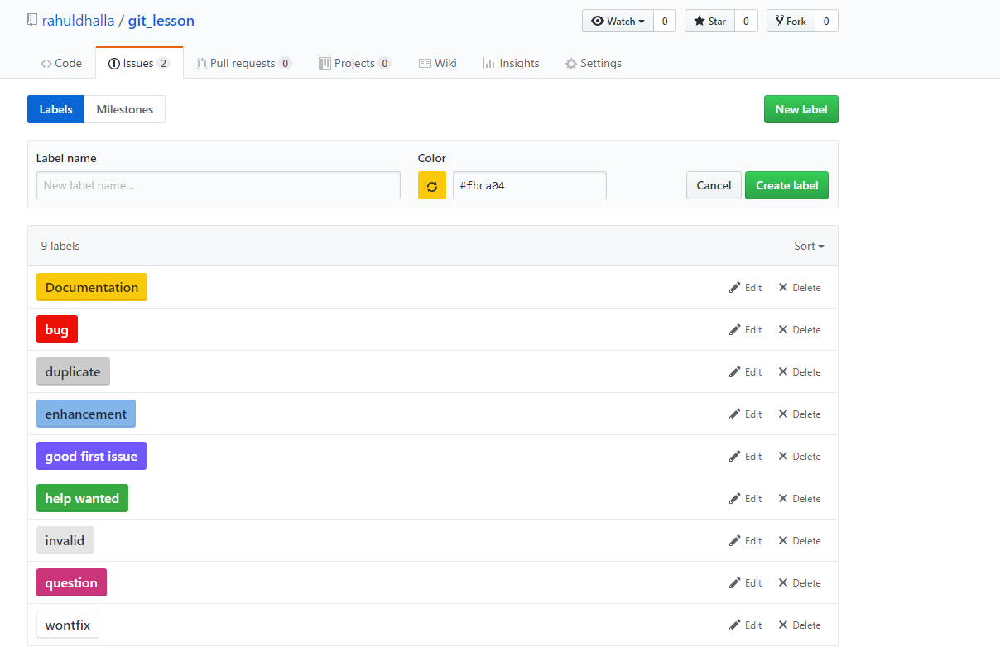 rahuldhalla / git_lesson
Watch 0 Star 0 Fork 0
Code Issues 2 Pull requests 0 Projects 0 Wiki Insights Settings
Labels Milestones New label
Label name Color
New label name... #fbca04 Cancel Create label
9 labels Sort
Documentation Edit Delete
bug Edit Delete
duplicate Edit Delete
enhancement Edit Delete
good first issue Edit Delete
help wanted Edit Delete
invalid Edit Delete
question Edit Delete
wontfix Edit Delete